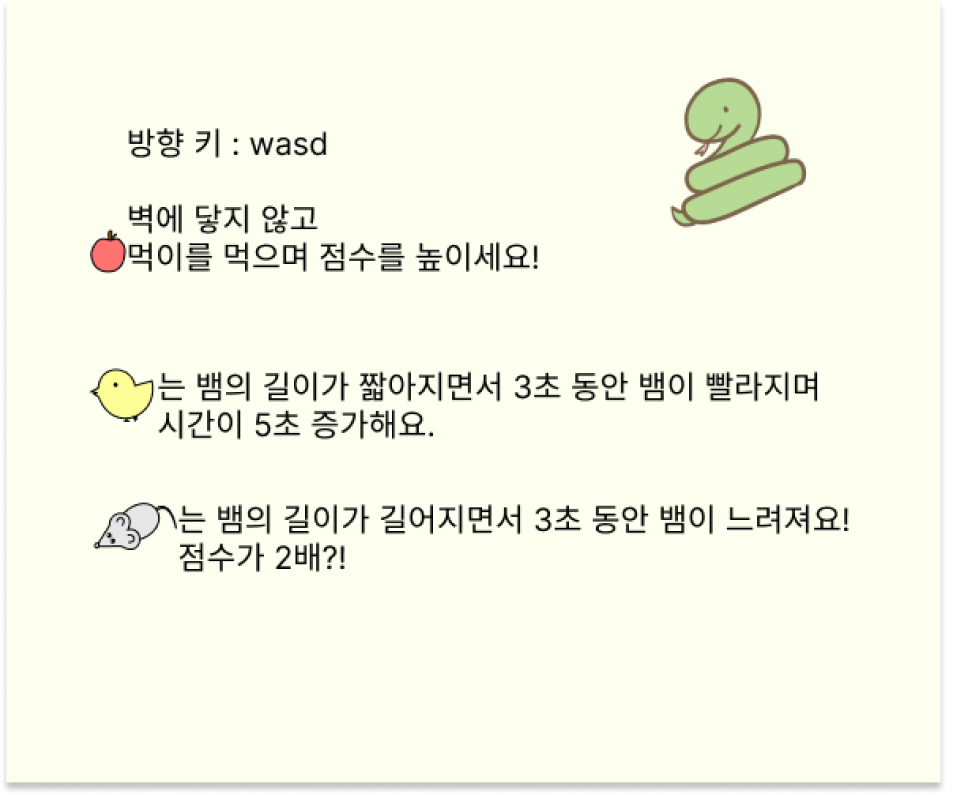 방향 키 : wasd
벽에 닿지 않고
먹이를 먹으며 점수를 높이세요!
는 뱀의 길이가 짧아지면서 3초 동안 뱀이 빨라지며
시간이 5초 증가해요.
는 뱀의 길이가 길어지면서 3초 동안 뱀이 느려져요!
점수가 2배?!